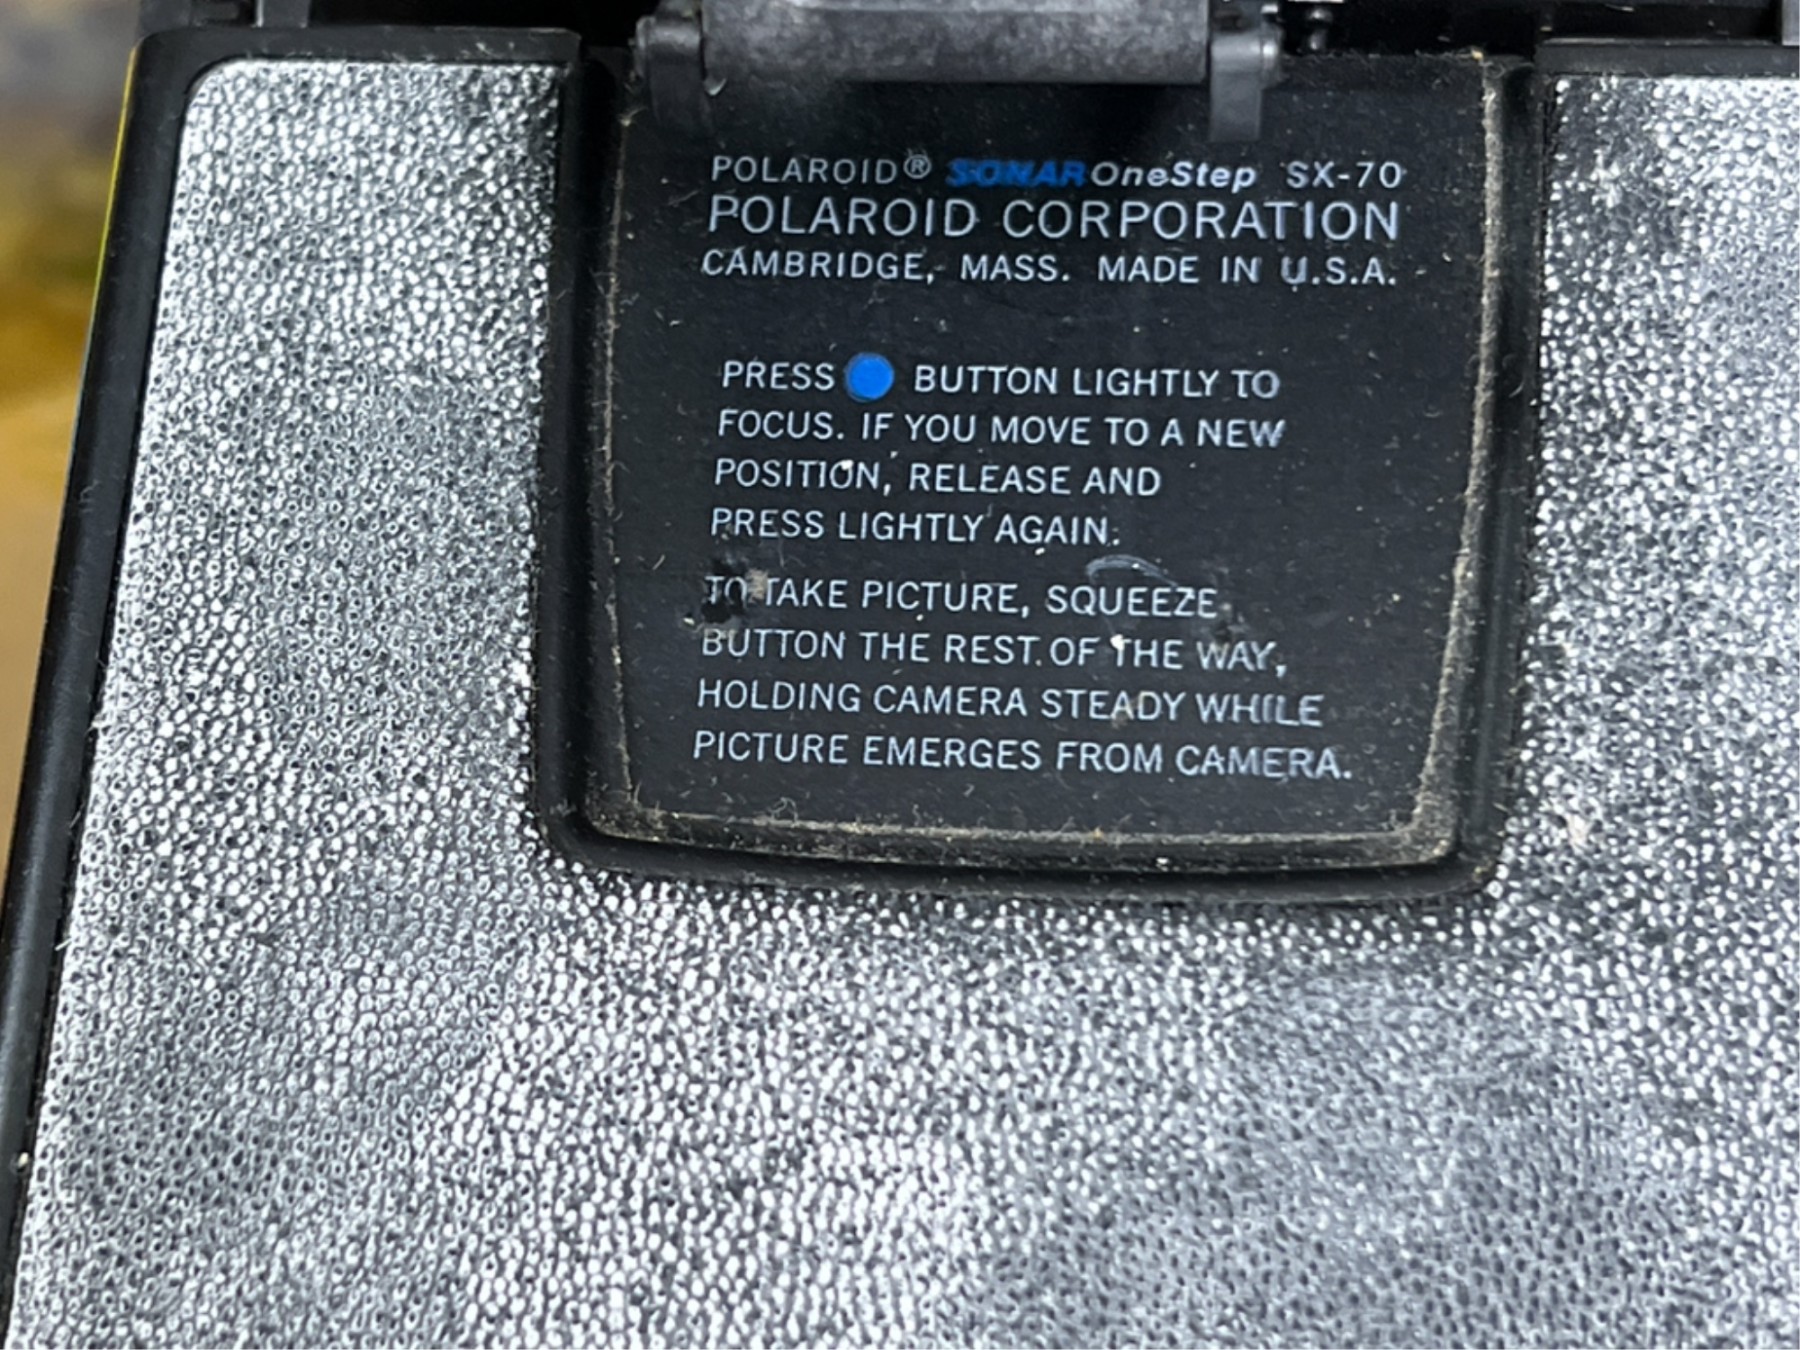 POLAROID® SONAR OneStep SX-70
POLAROID CORPORATION
CAMBRIDGE, MASS. MADE IN U.S.A.
PRESS BUTTON LIGHTLY TO
FOCUS. IF YOU MOVE TO A NEW
POSITION, RELEASE AND
PRESS LIGHTLY AGAIN.
TO TAKE PICTURE, SQUEEZE
BUTTON THE REST OF THE WAY,
HOLDING CAMERA STEADY WHILE
PICTURE EMERGES FROM CAMERA.